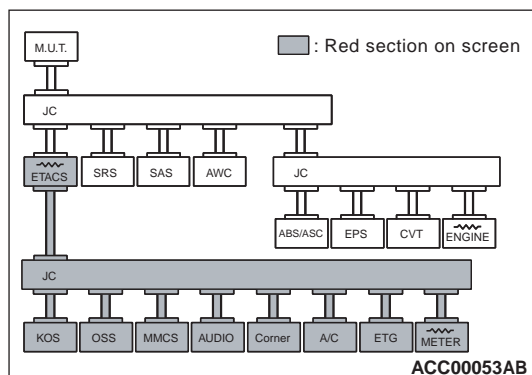 M.U.T.
: Red section on screen
JC
ETACS
SRS
SAS
AWC
JC
ABS/ASC
EPS
CVT
ENGINE
JC
KOS
OSS
MMCS
AUDIO
Corner
A/C
ETG
METER
ACC00053AB